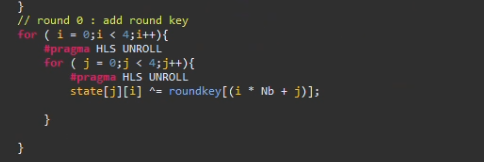 }
// round 0 : add round key
for ( i = 0;i < 4;i++){
#pragma HLS UNROLL
for ( j = 0;j < 4;j++){
#pragma HLS UNROLL
state[j][i] ^= roundkey[(i * Nb + j)];
}
}